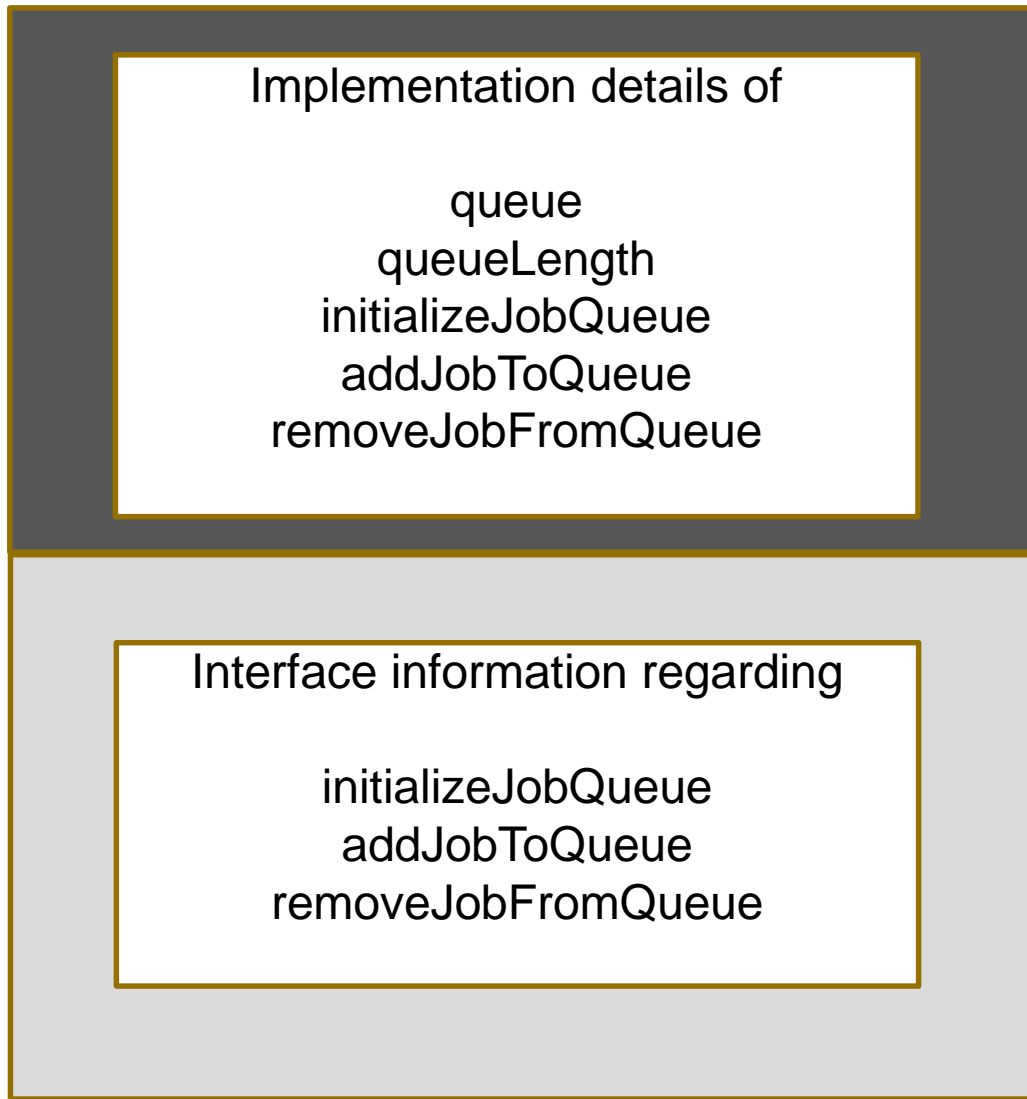 Implementation details of
queue
queueLength
initializeJobQueue
addJobToQueue
removeJobFromQueue
Interface information regarding
initializeJobQueue
addJobToQueue
removeJobFromQueue